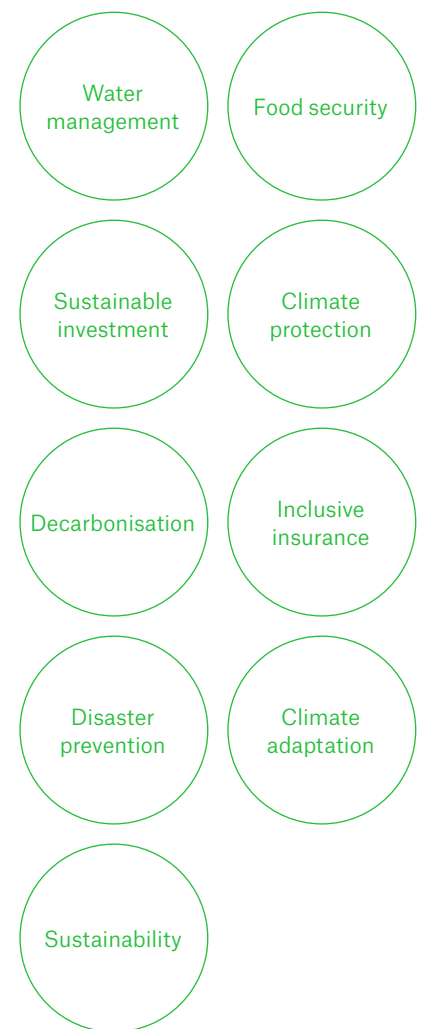 Water
management
Food security
Sustainable
investment
Climate
protection
Decarbonisation
Inclusive
insurance
Disaster
prevention
Climate
adaptation
Sustainability